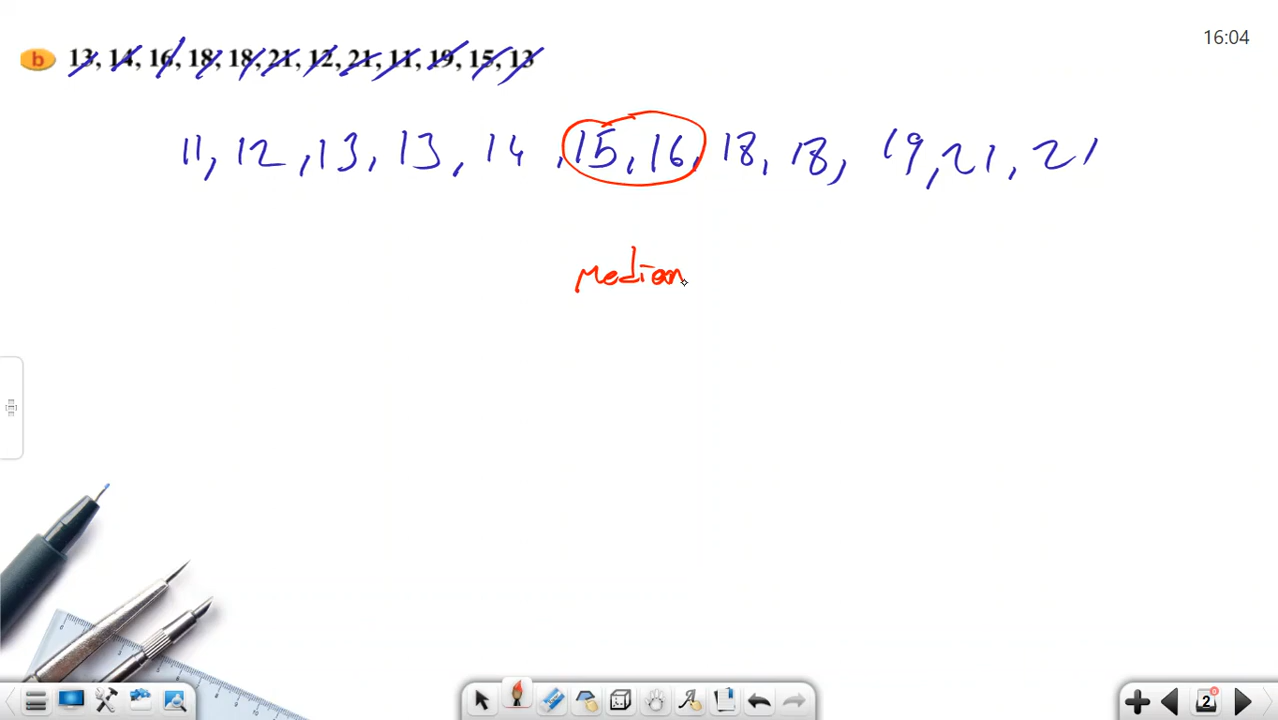 16:04
b 13, 14, 16, 18, 18, 21, 12, 21, 11, 19, 15, 13
11, 12, 13, 13, 14, 15, 16, 18, 18, 19, 21, 21
Median
2